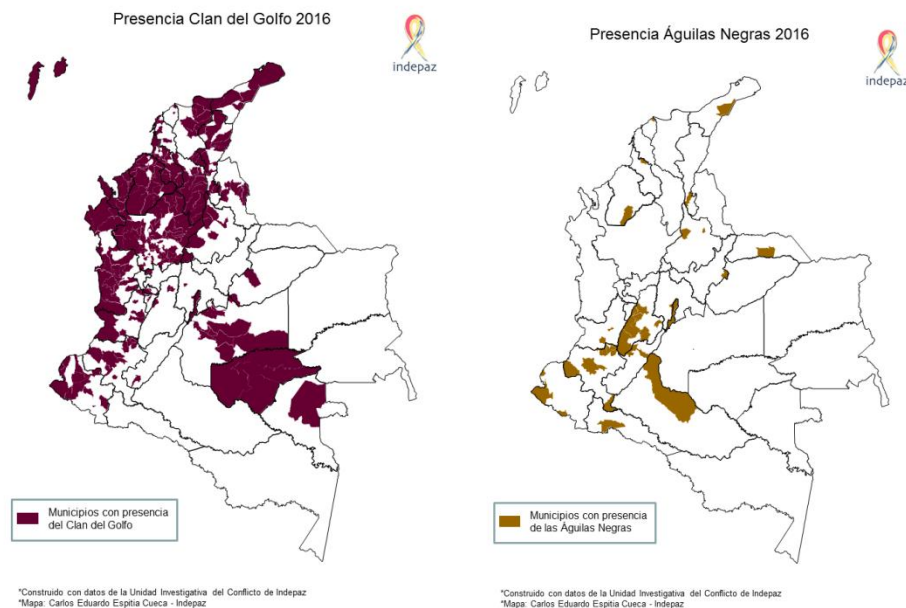 Presencia Clan del Golfo 2016
indepaz
Municipios con presencia
del Clan del Golfo
*Construido con datos de la Unidad Investigativa del Conflicto de Indepaz
*Mapa: Carlos Eduardo Espitia Cueca - Indepaz
Presencia Águilas Negras 2016
indepaz
Municipios con presencia
de las Águilas Negras
*Construido con datos de la Unidad Investigativa del Conflicto de Indepaz
*Mapa: Carlos Eduardo Espitia Cueca - Indepaz